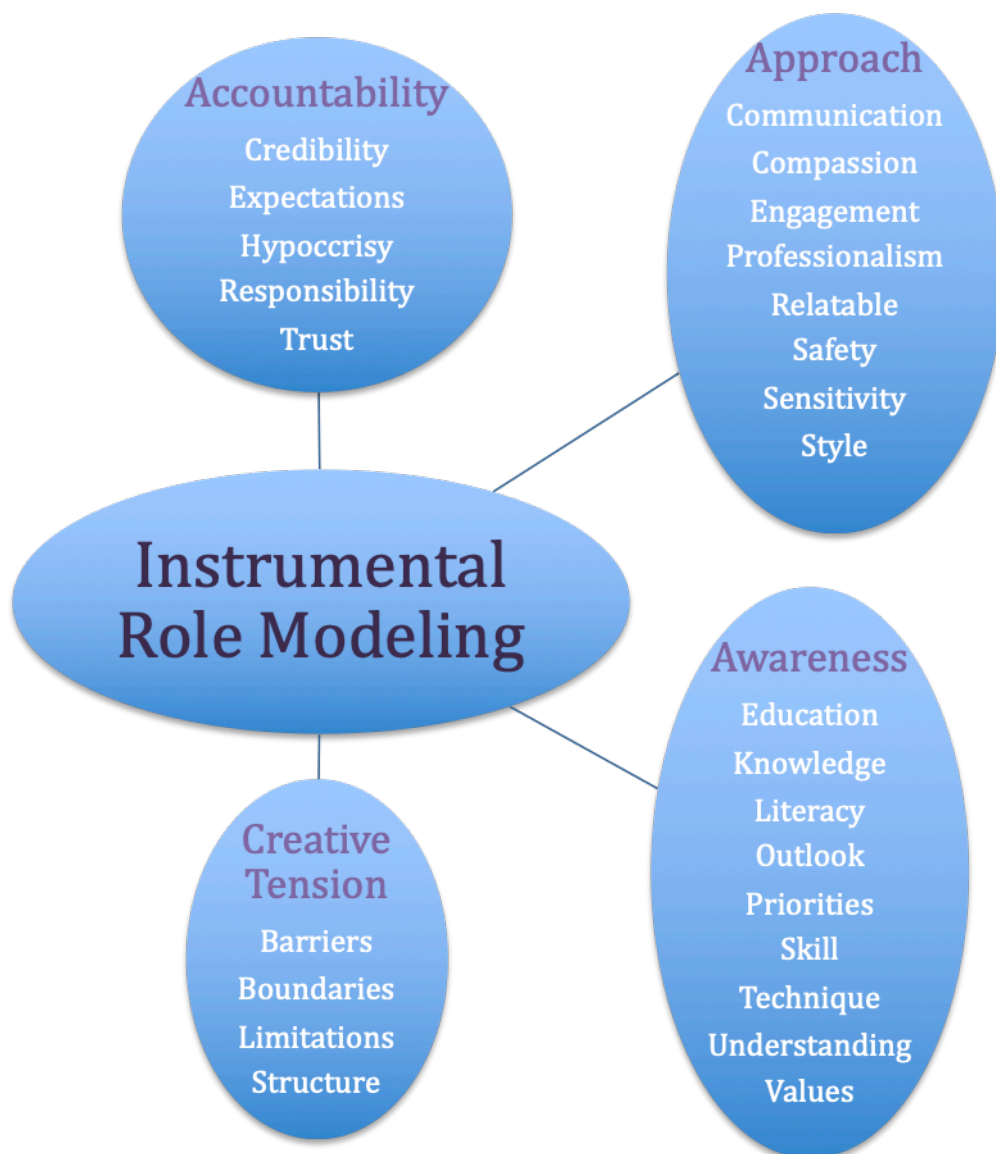 Accountability
Credibility
Expectations
Hypoccrisy
Responsibility
Trust
Approach
Communication
Compassion
Engagement
Professionalism
Relatable
Safety
Sensitivity
Style
Instrumental
Role Modeling
Awareness
Education
Knowledge
Literacy
Outlook
Priorities
Skill
Technique
Understanding
Values
Creative
Tension
Barriers
Boundaries
Limitations
Structure